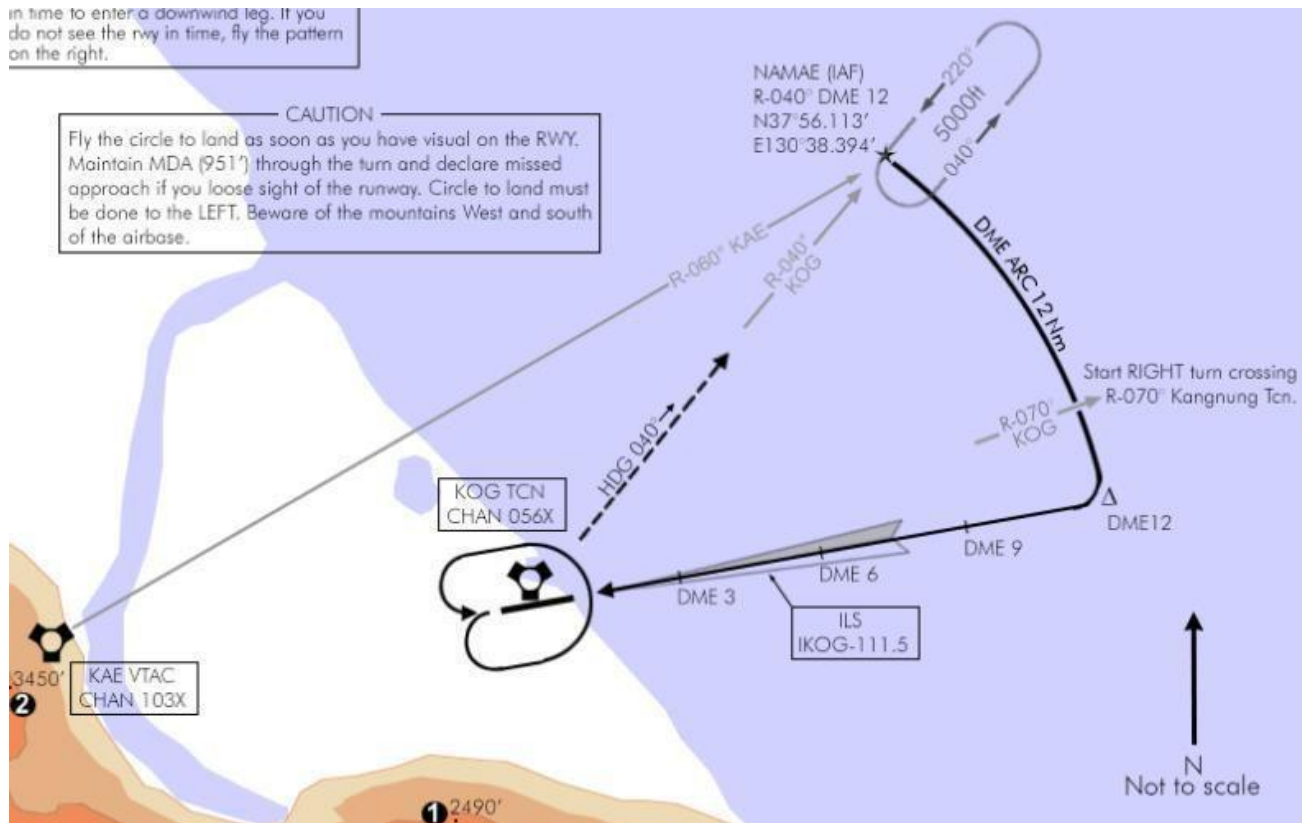 in time to enter a downwind leg. If you
do not see the rwy in time, fly the pattern
on the right.
CAUTION
Fly the circle to land as soon as you have visual on the RWY.
Maintain MDA (951') through the turn and declare missed
approach if you loose sight of the runway. Circle to land must
be done to the LEFT. Beware of the mountains West and south
of the airbase.
NAMAE (IAF)
R-040° DME 12
N37°56.113'
E130°38.394'
220°
5000ft
040°
R-060° KAE
R-040°
KOG
DME ARC 12 Nm
Start RIGHT turn crossing
R-070° Kangnung Tcn.
R-070°
KOG
HDG 040°
KOG TCN
CHAN 056X
DME12
DME 9
DME 6
DME 3
ILS
IKOG-111.5
KAE VTAC
CHAN 103X
3450'
2
1
2490'
N
Not to scale